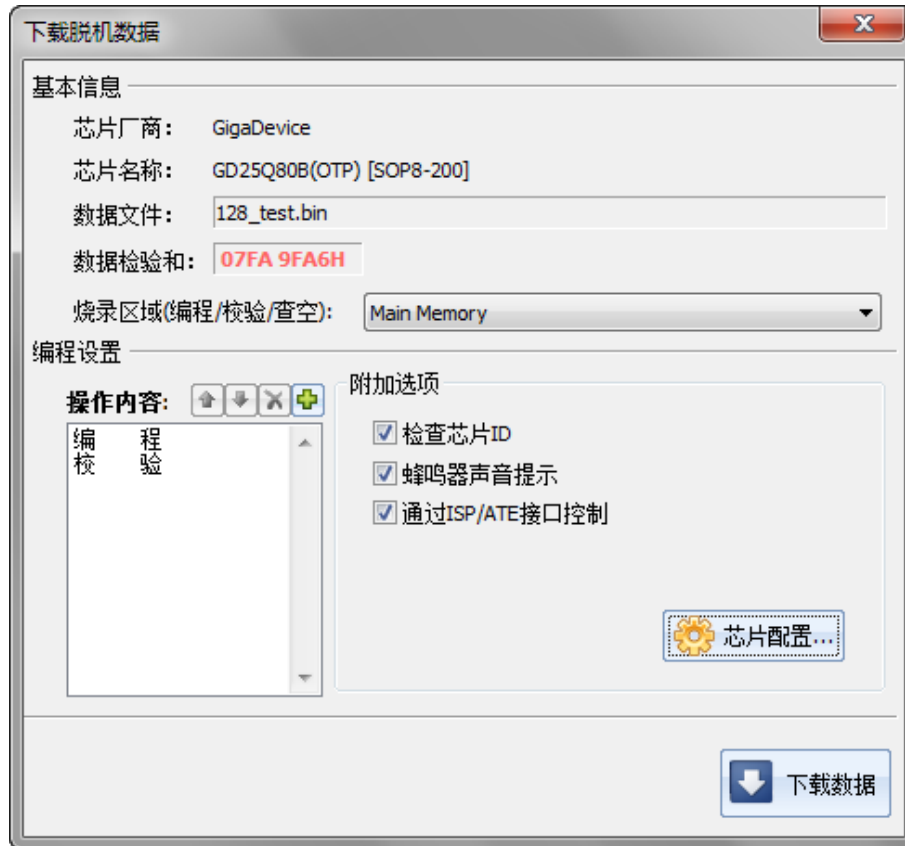 下载脱机数据
基本信息
芯片厂商: GigaDevice
芯片名称: GD25Q80B(OTP) [SOP8-200]
数据文件: 128_test.bin
数据检验和: 07FA 9FA6H
烧录区域(编程/校验/查空): Main Memory
编程设置
操作内容:
编 程
校 验
附加选项
检查芯片ID
蜂鸣器声音提示
通过ISP/ATE接口控制
芯片配置...
下载数据